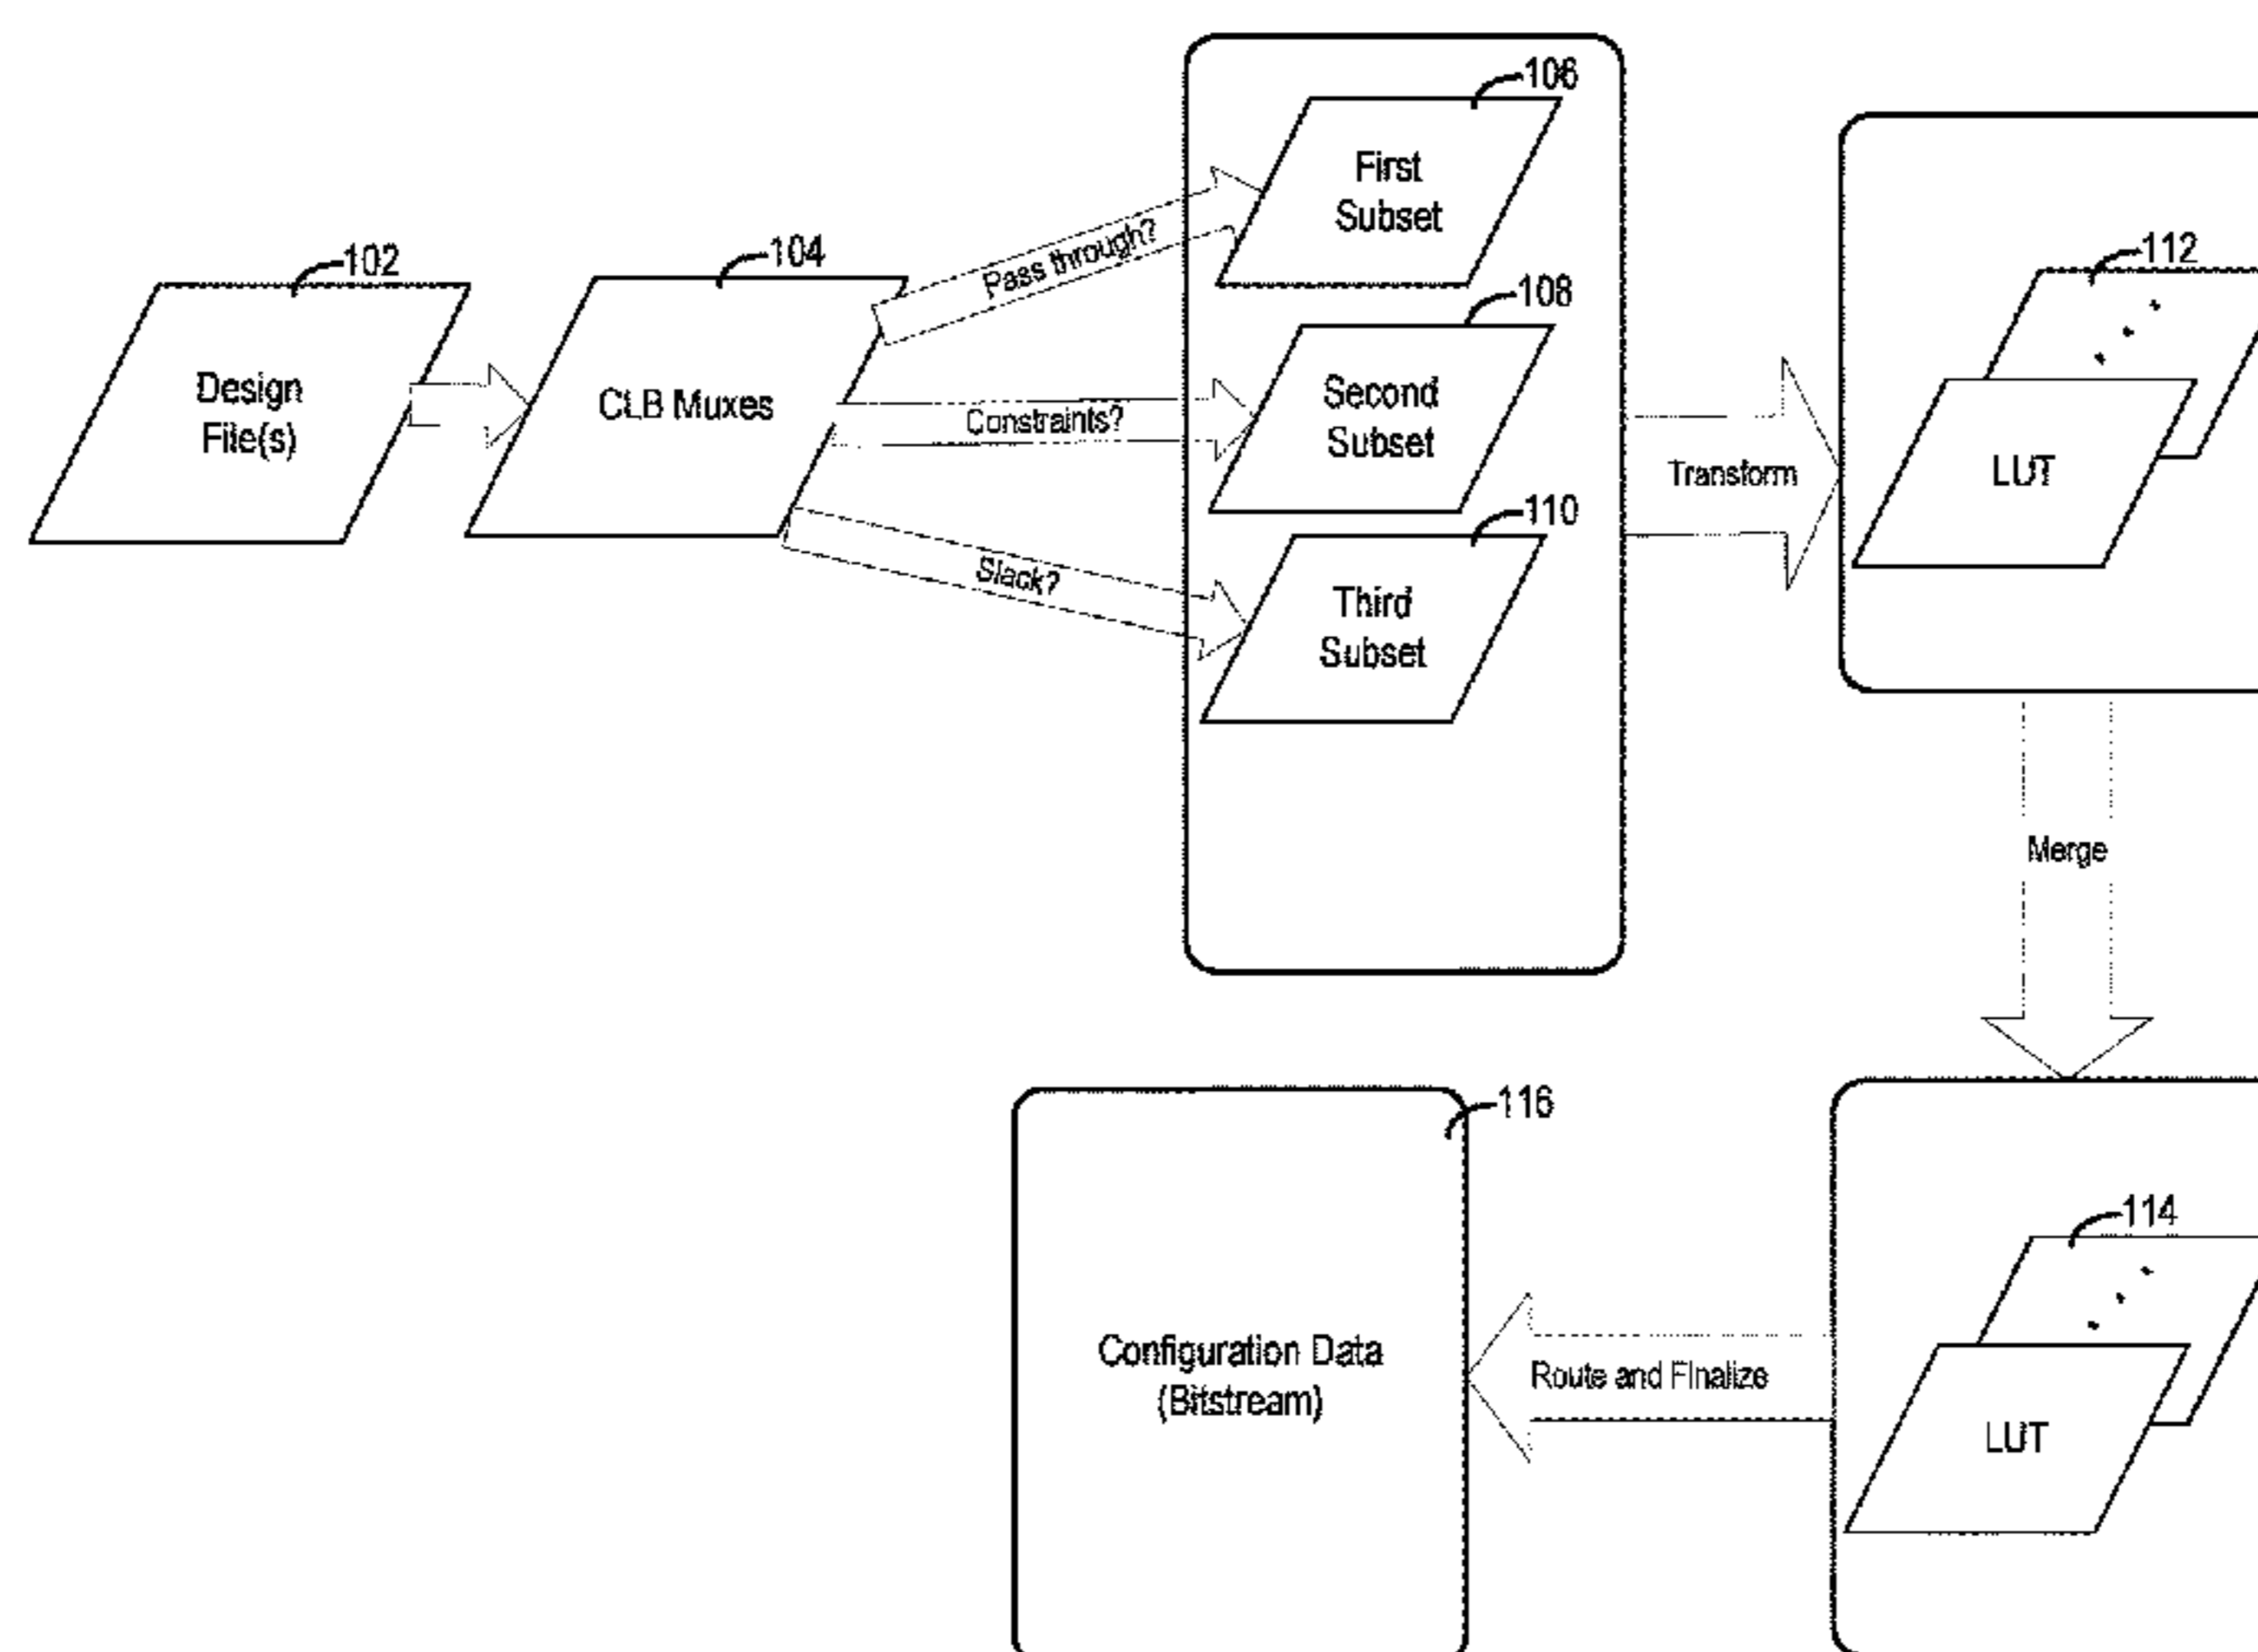 102
Design
File(s)
104
CLB Muxes
Pass through?
Constraints?
Slack?
106
First
Subset
108
Second
Subset
110
Third
Subset
Transform
112
LUT
Merge
114
LUT
Route and FInalize
116
Configuration Data
(Bitstream)